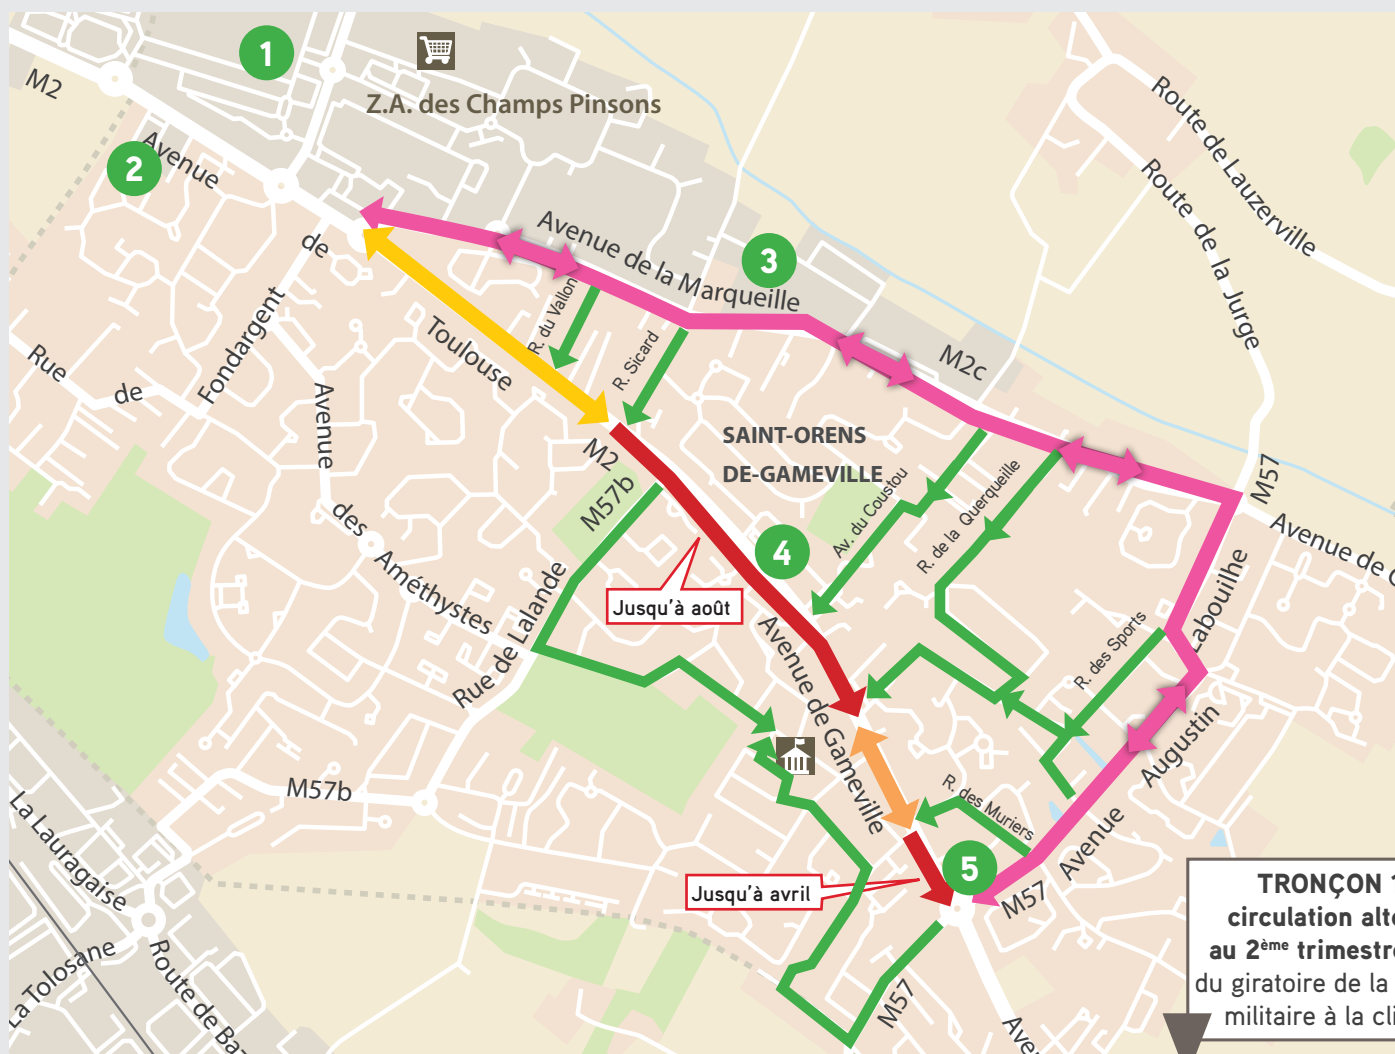 1
M2
Z.A. des Champs Pinsons
Route de Lauzerville
2
Avenue
Route de la Jurge
de
Avenue de la Marqueille
3
Fondargent
R. du Vallon
Toulouse
R. Sicard
M2c
Rue
de
Avenue
SAINT-ORENS
DE-GAMEVILLE
M2
M57
M57b
Av. du Coustou
R. de la Querqueille
Avenue de
des
4
Améthystes
Rue de Lalande
Jusqu'à août
Labouilhe
R. des Sports
Avenue de Gameville
Augustin
M57b
R. des Muriers
Avenue
La Lauragaise
5
Jusqu'à avril
M57
TRONÇON 1
circulation alt
au 2ème trimestre
du giratoire de la
militaire à la cli
La Tolosane
Route de Ba
M57
Ave